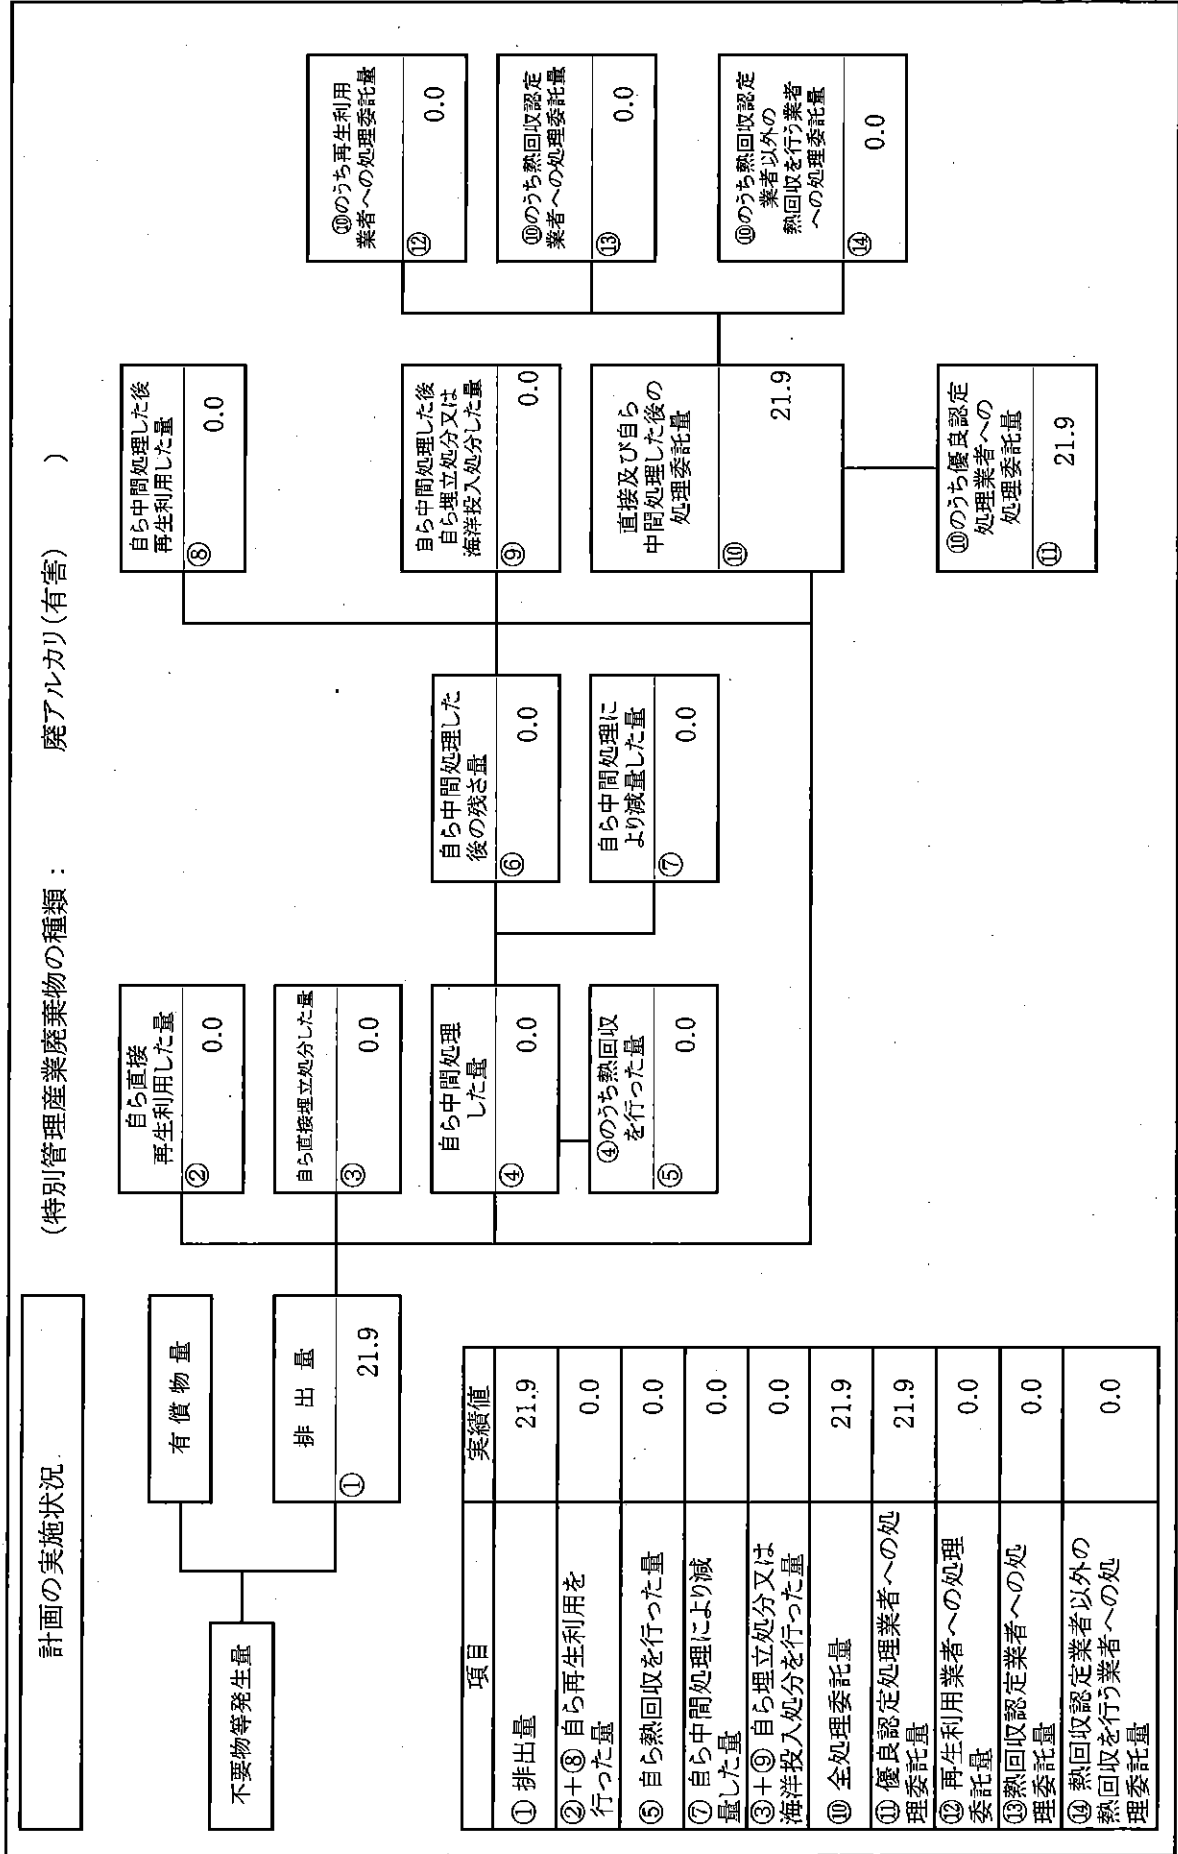 計画の実施状況
(特別管理産業廃棄物の種類： 廃アルカリ(有害) )
不要物等発生量
有 償 物 量
排 出 量
① 21.9
自ら直接
再生利用した量
② 0.0
自ら直接埋立処分した量
③ 0.0
自ら中間処理
した量
④ 0.0
④のうち熱回収
を行った量
⑤ 0.0
自ら中間処理した
後の残さ量
⑥ 0.0
自ら中間処理に
より減量した量
⑦ 0.0
自ら中間処理した後
再生利用した量
⑧ 0.0
自ら中間処理した後
自ら埋立処分又は
海洋投入処分した量
⑨ 0.0
直接及び自ら
中間処理した後の
処理委託量
⑩ 21.9
⑩のうち優良認定
処理業者への
処理委託量
⑪ 21.9
⑩のうち再生利用
業者への処理委託量
⑫ 0.0
⑩のうち熱回収認定
業者への処理委託量
⑬ 0.0
⑩のうち熱回収認定
業者以外の
熱回収を行う業者
への処理委託量
⑭ 0.0
項目 実績値
① 排出量 21.9
②＋⑧ 自ら再生利用を
行った量 0.0
⑤ 自ら熱回収を行った量 0.0
⑦ 自ら中間処理により減
量した量 0.0
③＋⑨ 自ら埋立処分又は
海洋投入処分を行った量 0.0
⑩ 全処理委託量 21.9
⑪ 優良認定処理業者への処
理委託量 21.9
⑫ 再生利用業者への処理
委託量 0.0
⑬熱回収認定業者への処
理委託量 0.0
⑭ 熱回収認定業者以外の
熱回収を行う業者への処
理委託量 0.0